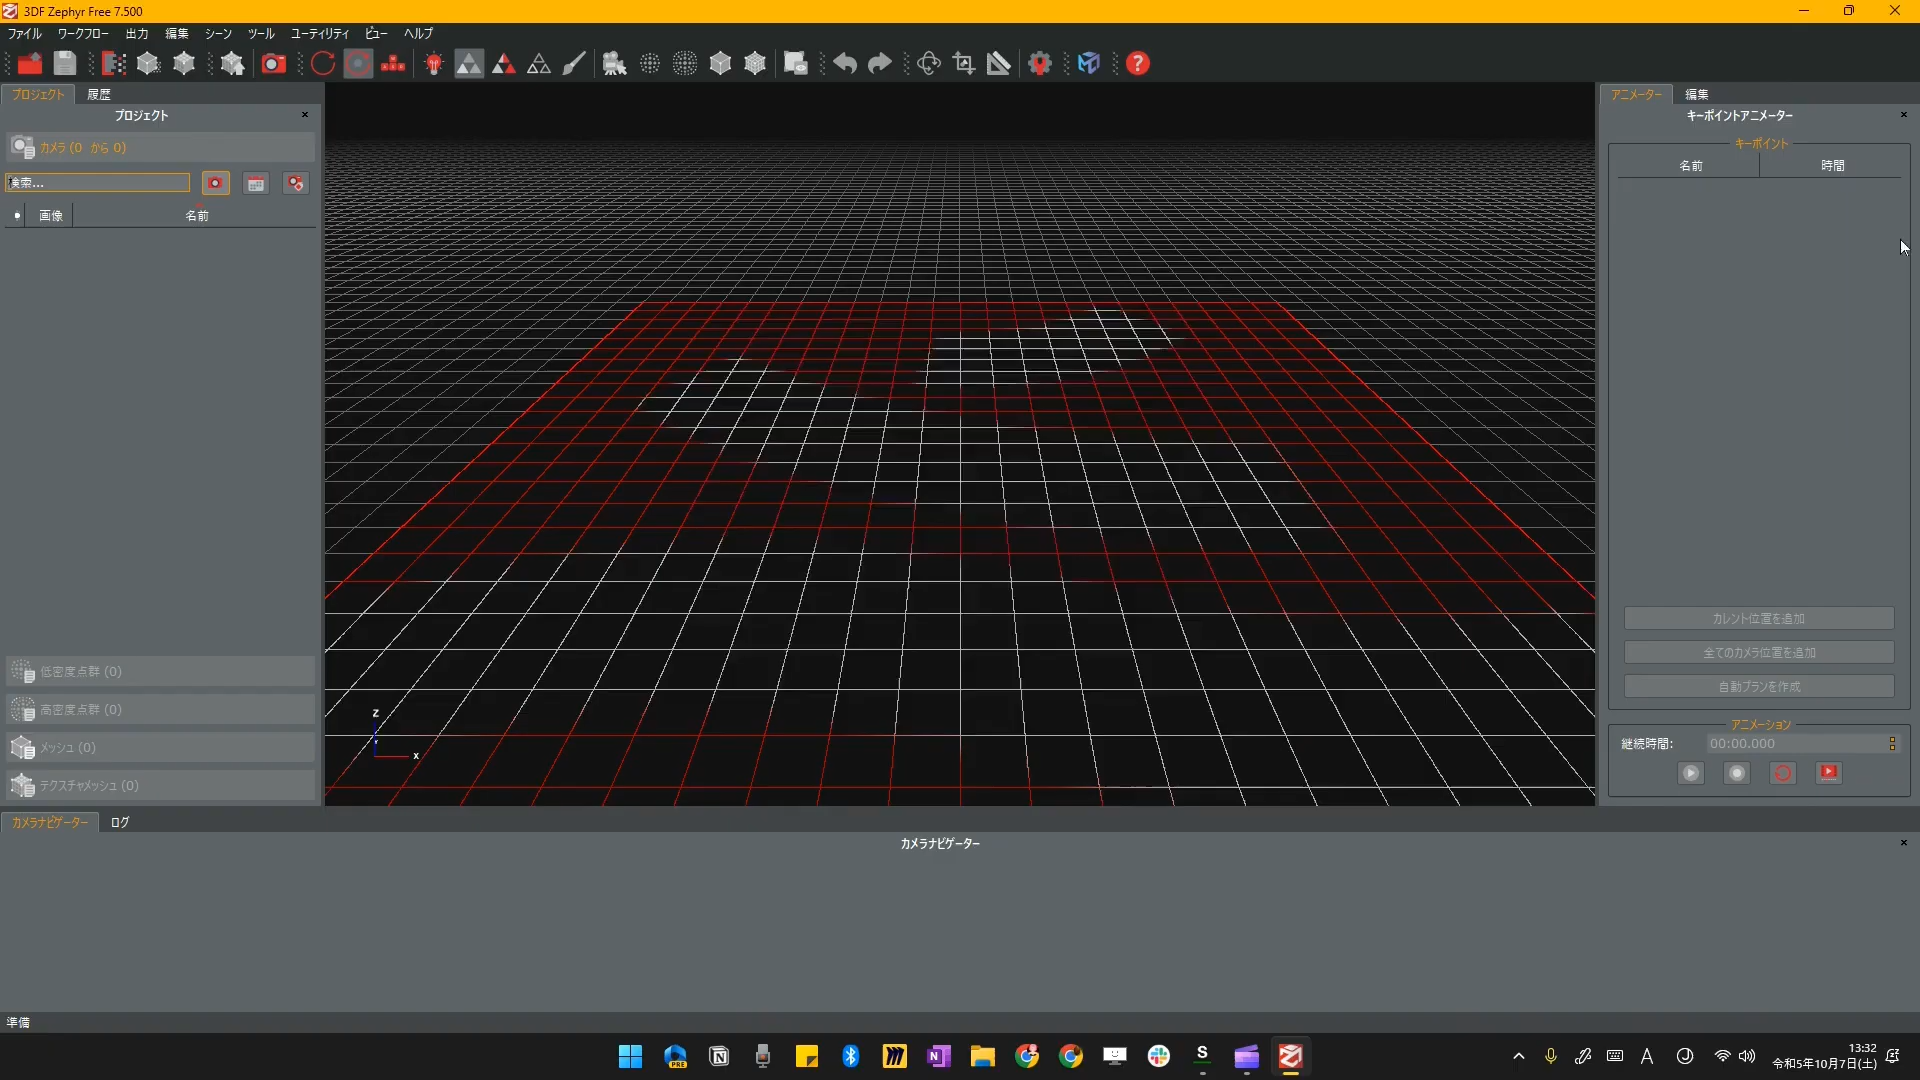 3DF Zephyr Free 7.500
ファイル ワークフロー 出力 編集 シーン ツール ユーティリティ ビュー ヘルプ
プロジェクト 履歴
プロジェクト
カメラ (0 から 0)
検索...
画像 名前
低密度点群 (0)
高密度点群 (0)
メッシュ (0)
テクスチャメッシュ (0)
Z
x
アニメーター 編集
キーポイントアニメーター
キーポイント
名前 時間
カレント位置を追加
全てのカメラ位置を追加
自動プランを作成
アニメーション
継続時間: 00:00.000
カメラナビゲーター ログ
カメラナビゲーター
準備
PRE
N
N
S
A
13:32
令和5年10月7日(土)